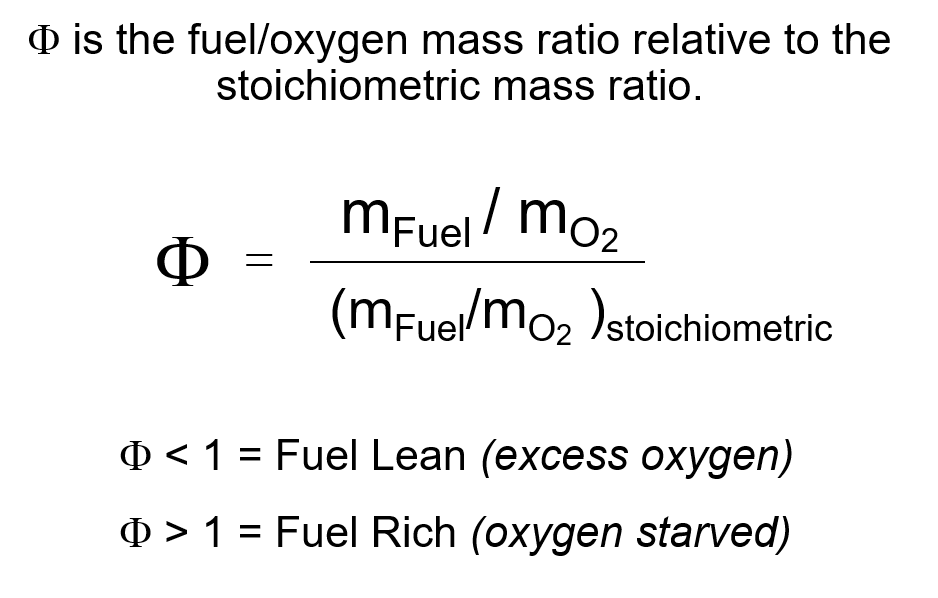 Φ is the fuel/oxygen mass ratio relative to the
stoichiometric mass ratio.
Φ = mFuel / mO2
(mFuel/mO2 )stoichiometric
Φ < 1 = Fuel Lean (excess oxygen)
Φ > 1 = Fuel Rich (oxygen starved)